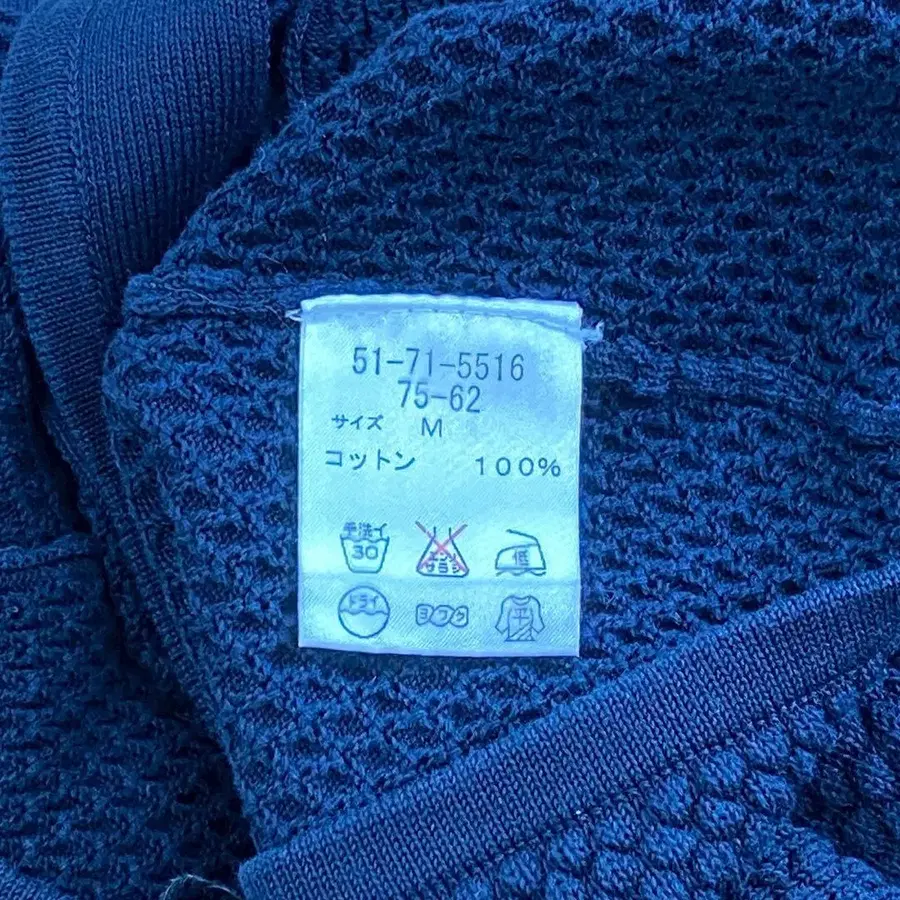 51-71-5516
75-62
サイズ M
コットン 100%
手洗イ
30
エンソ
サラシ
低
ドライ
ヨワク
平